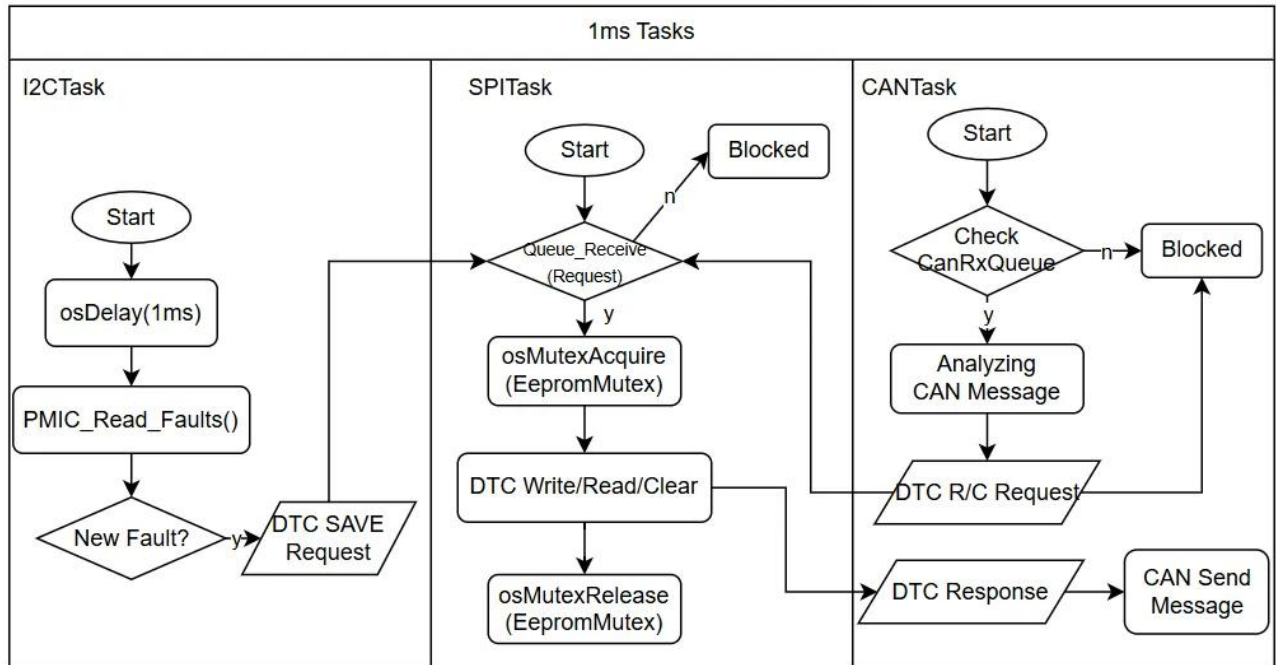 1ms Tasks
I2CTask
Start
osDelay(1ms)
PMIC_Read_Faults()
New Fault?
y
DTC SAVE
Request
SPITask
Start
Blocked
n
Queue_Receive
(Request)
y
osMutexAcquire
(EepromMutex)
DTC Write/Read/Clear
osMutexRelease
(EepromMutex)
CANTask
Start
Check
CanRxQueue
n
Blocked
y
Analyzing
CAN Message
DTC R/C Request
DTC Response
CAN Send
Message